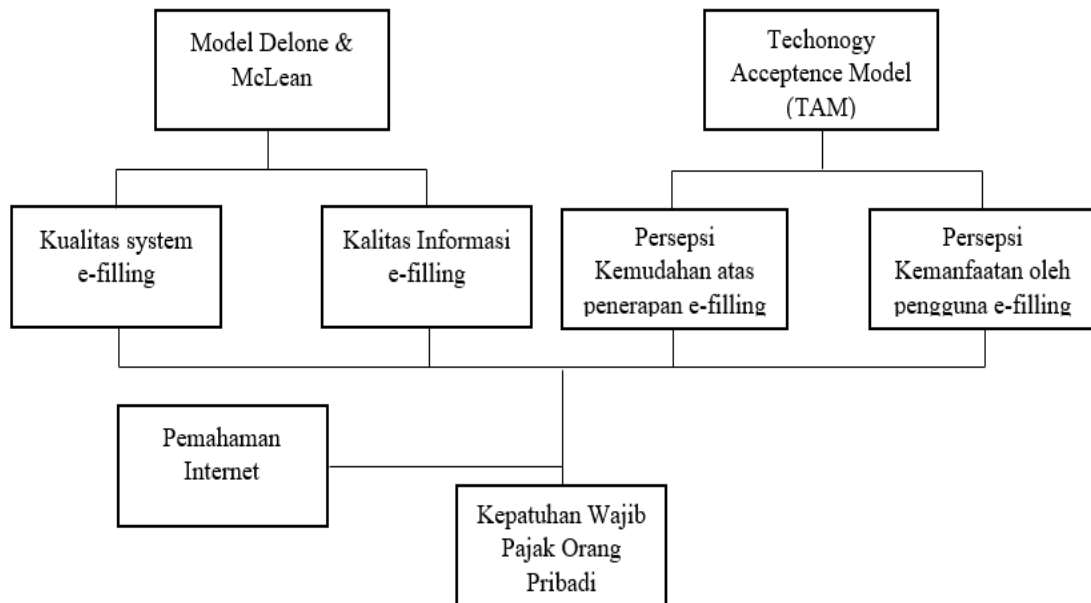 Model Delone &
McLean
Techonogy
Acceptence Model
(TAM)
Kualitas system
e-filling
Kalitas Informasi
e-filling
Persepsi
Kemudahan atas
penerapan e-filling
Persepsi
Kemanfaatan oleh
pengguna e-filling
Pemahaman
Internet
Kepatuhan Wajib
Pajak Orang
Pribadi